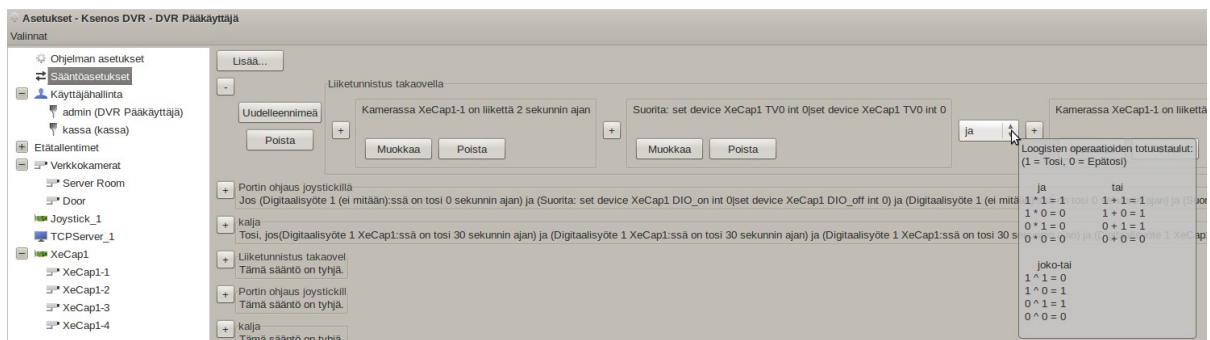 Asetukset - Ksenos DVR - DVR Pääkäyttäjä
Valinnat
Ohjelman asetukset
Sääntöasetukset
Käyttäjähallinta
admin (DVR Pääkäyttäjä)
kassa (kassa)
Etätallentimet
Verkkokamerat
Server Room
Door
Joystick_1
TCPServer_1
XeCap1
XeCap1-1
XeCap1-2
XeCap1-3
XeCap1-4
Lisää...
-
Liiketunnistus takaovella
Uudelleennimeä
Poista
+
Kamerassa XeCap1-1 on liikettä 2 sekunnin ajan
Muokkaa Poista
+
Suorita: set device XeCap1 TV0 int 0|set device XeCap1 TV0 int 0
Muokkaa Poista
ja
+
Kamerassa XeCap1-1 on liikettä
+ Portin ohjaus joystickillä
Jos (Digitaalisyöte 1 (ei mitään):ssä on tosi 0 sekunnin ajan) ja (Suorita: set device XeCap1 DIO_on int 0|set device XeCap1 DIO_off int 0) ja (Digitaalisyöte 1 (ei mitä
+ kalja
Tosi, jos(Digitaalisyöte 1 XeCap1:ssä on tosi 30 sekunnin ajan) ja (Digitaalisyöte 1 XeCap1:ssä on tosi 30 sekunnin ajan) ja (Digitaalisyöte 1 XeCap1:ssä on tosi 30 s
+ Liiketunnistus takaovel
Tämä sääntö on tyhjä.
+ Portin ohjaus joystickill
Tämä sääntö on tyhjä.
+ kalja
Tämä sääntö on tyhjä.
Loogisten operaatioiden totuustaulut:
(1 = Tosi, 0 = Epätosi)
ja tai
1 * 1 = 1 1 + 1 = 1
1 * 0 = 0 1 + 0 = 1
0 * 1 = 0 0 + 1 = 1
0 * 0 = 0 0 + 0 = 0
joko-tai
1 ^ 1 = 0
1 ^ 0 = 1
0 ^ 1 = 1
0 ^ 0 = 0